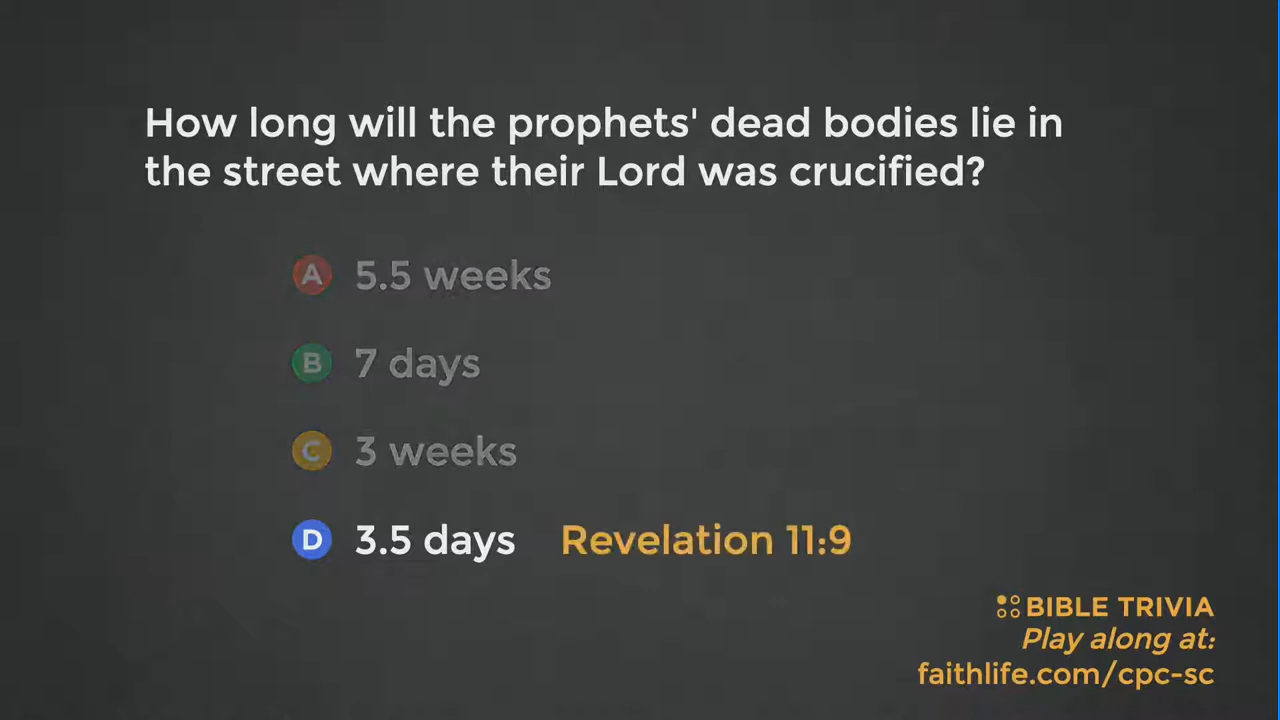 How long will the prophets' dead bodies lie in
the street where their Lord was crucified?
A 5.5 weeks
B 7 days
C 3 weeks
D 3.5 days Revelation 11:9
BIBLE TRIVIA
Play along at:
faithlife.com/cpc-sc